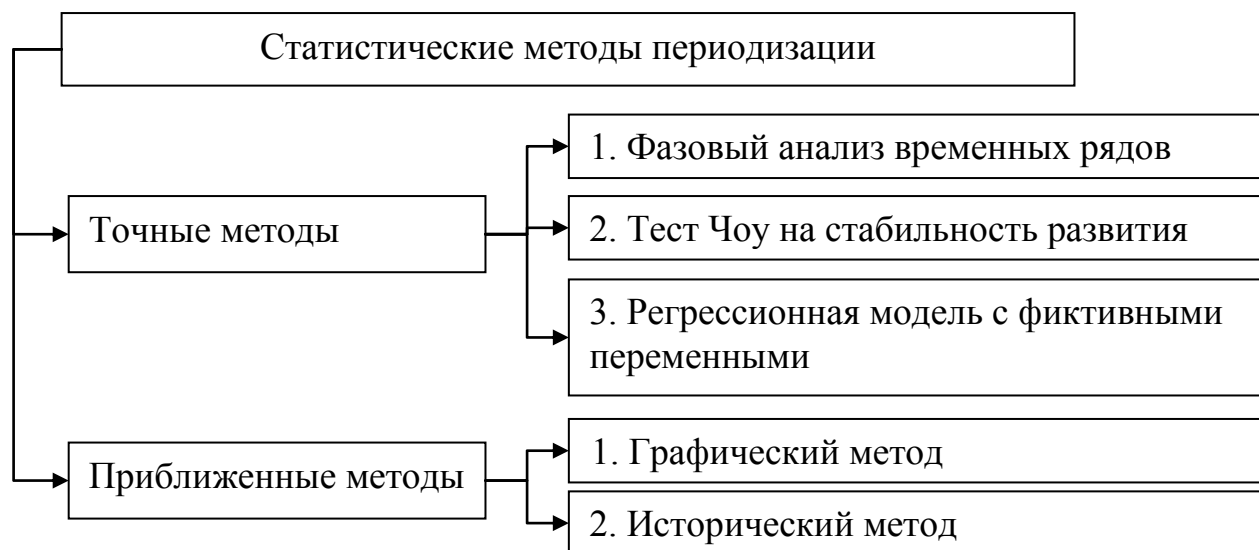 Статистические методы периодизации
1. Фазовый анализ временных рядов
Точные методы
2. Тест Чоу на стабильность развития
3. Регрессионная модель с фиктивными
переменными
Приближенные методы
1. Графический метод
2. Исторический метод